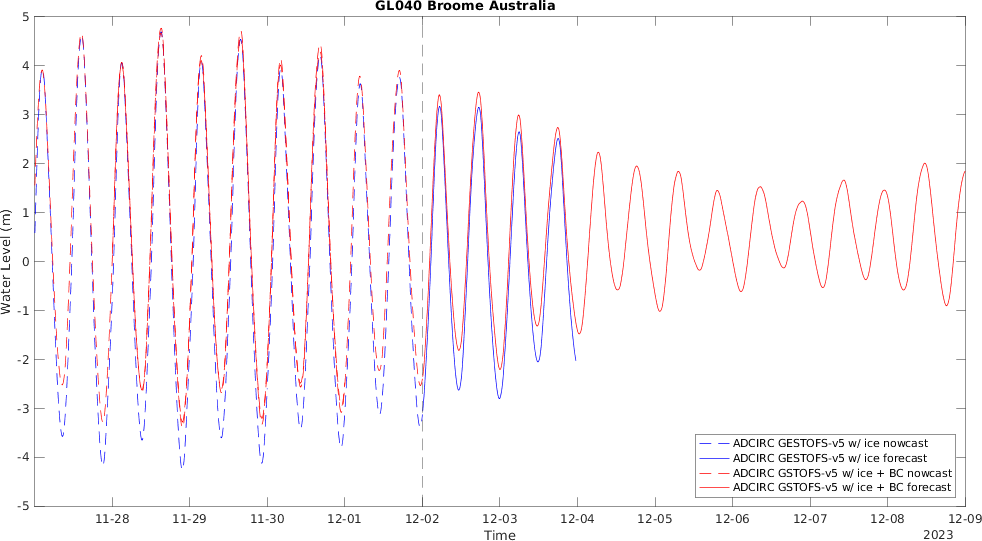 GL040 Broome Australia
5
4
3
2
1
0
-1
-2
-3
-4
-5
Water Level (m)
ADCIRC GESTOFS-v5 w/ ice nowcast
ADCIRC GESTOFS-v5 w/ ice forecast
ADCIRC GSTOFS-v5 w/ ice + BC nowcast
ADCIRC GSTOFS-v5 w/ ice + BC forecast
11-28 11-29 11-30 12-01 12-02 12-03 12-04 12-05 12-06 12-07 12-08 12-09
Time 2023